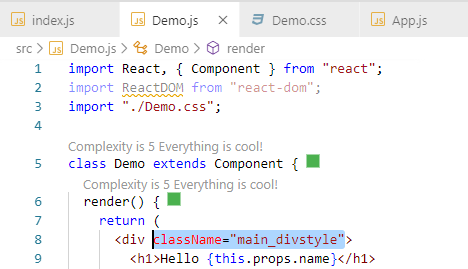 index.js Demo.js × Demo.css App.js
src > Demo.js > Demo > render
1 import React, { Component } from "react";
2 import ReactDOM from "react-dom";
3 import "./Demo.css";
4
Complexity is 5 Everything is cool!
5 class Demo extends Component {
Complexity is 5 Everything is cool!
6 render() {
7 return (
8 <div className="main_divstyle">
9 <h1>Hello {this.props.name}</h1>